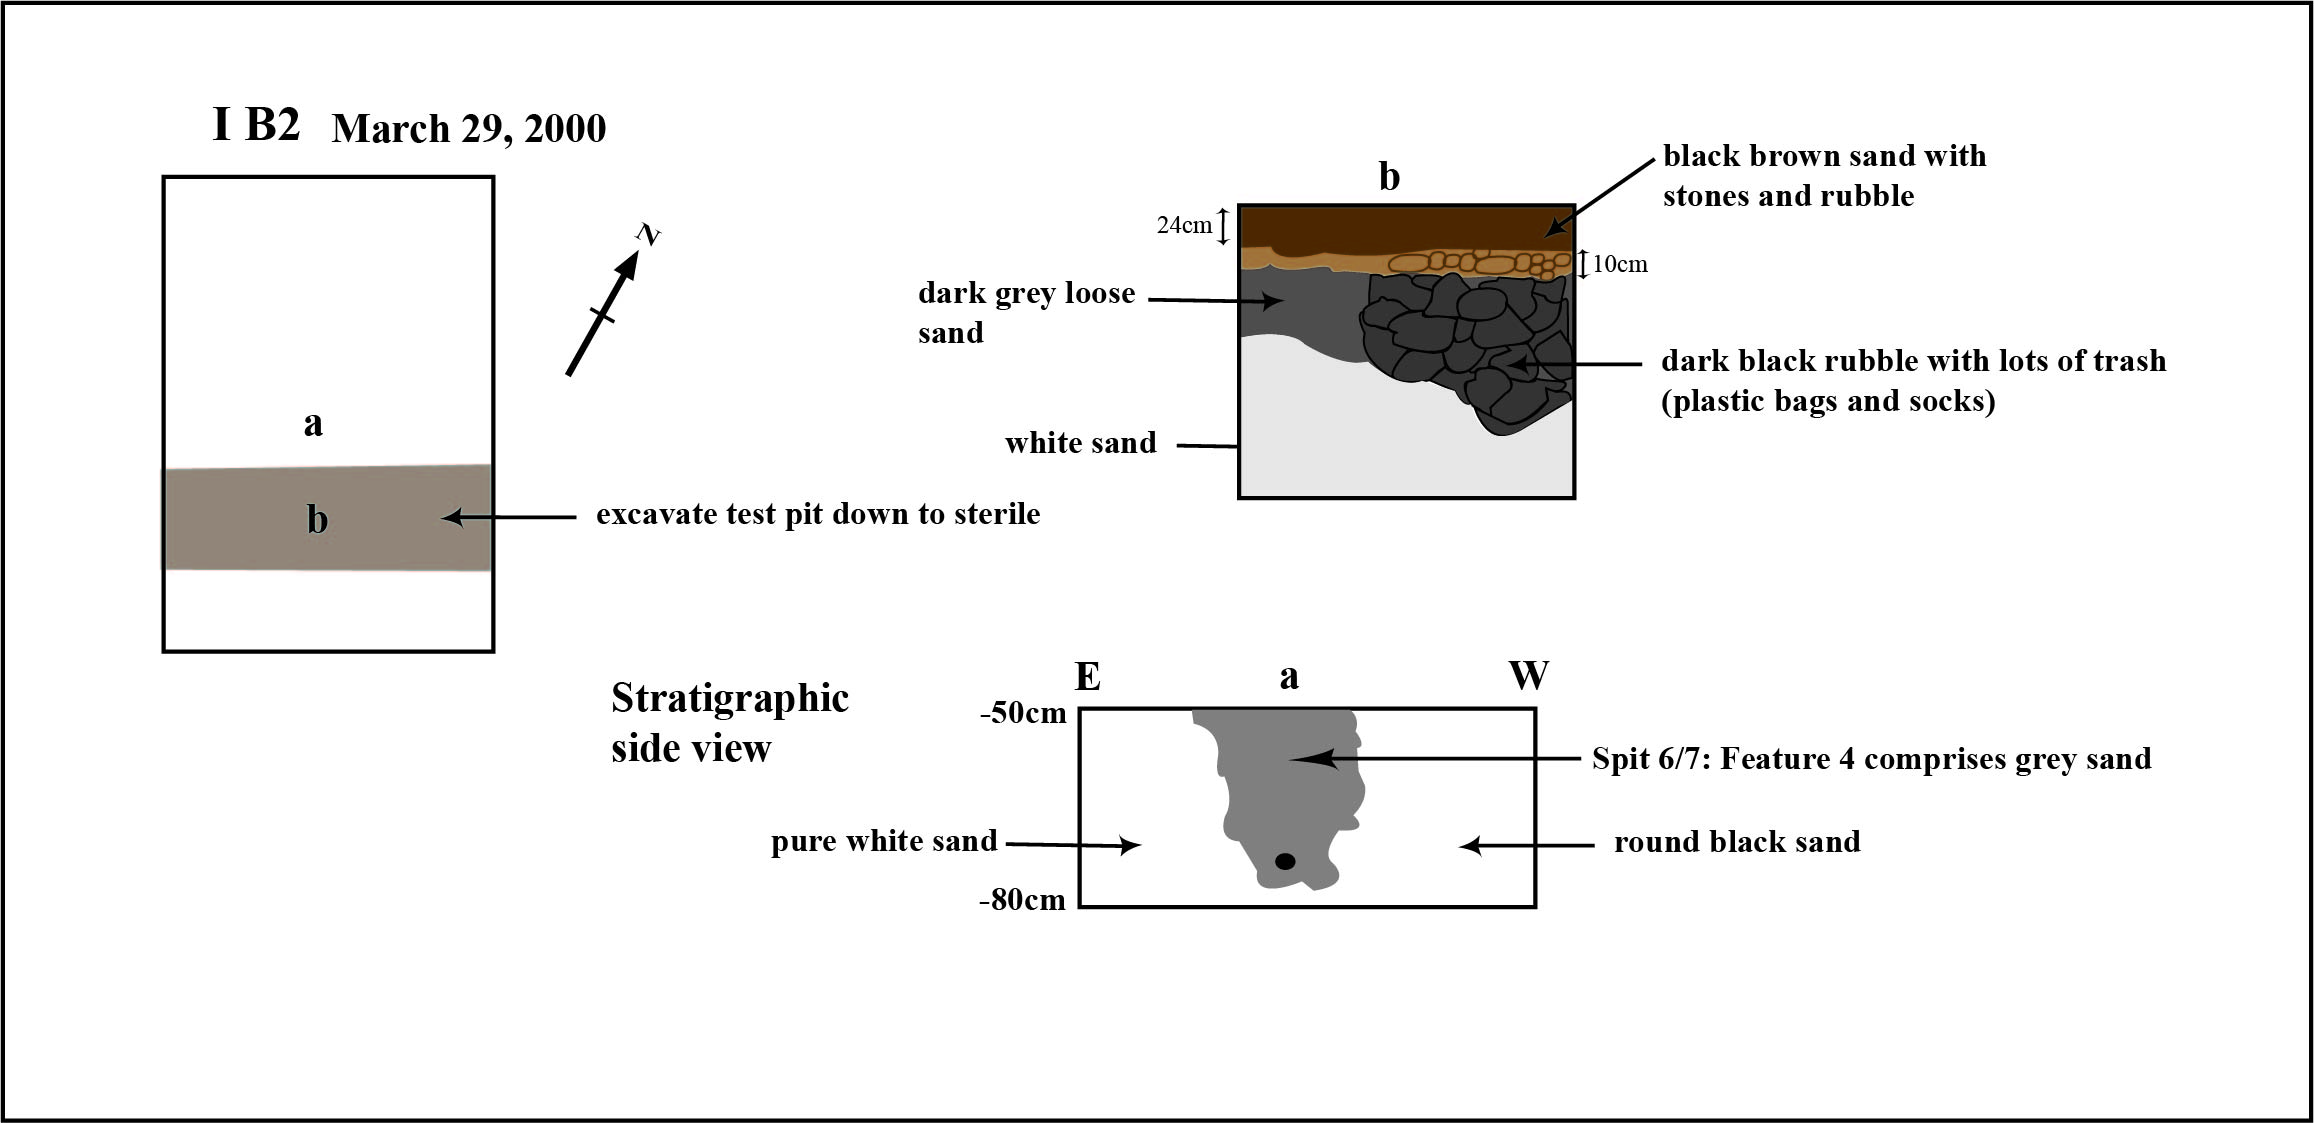 I B2 March 29, 2000
N
a
b
excavate test pit down to sterile
b
24cm
10cm
black brown sand with
stones and rubble
dark grey loose
sand
dark black rubble with lots of trash
(plastic bags and socks)
white sand
Stratigraphic
side view
E a W
-50cm
-80cm
Spit 6/7: Feature 4 comprises grey sand
pure white sand
round black sand